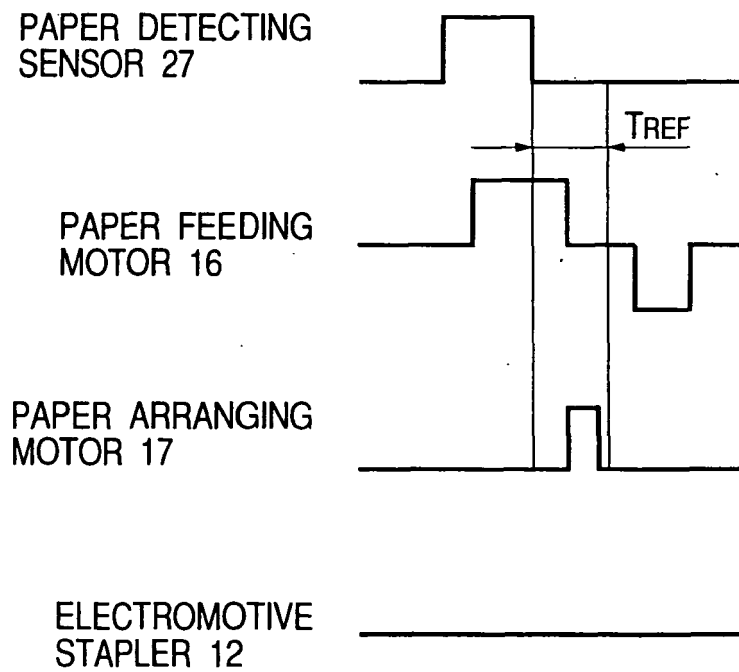 PAPER DETECTING
SENSOR 27
TREF
PAPER FEEDING
MOTOR 16
PAPER ARRANGING
MOTOR 17
ELECTROMOTIVE
STAPLER 12